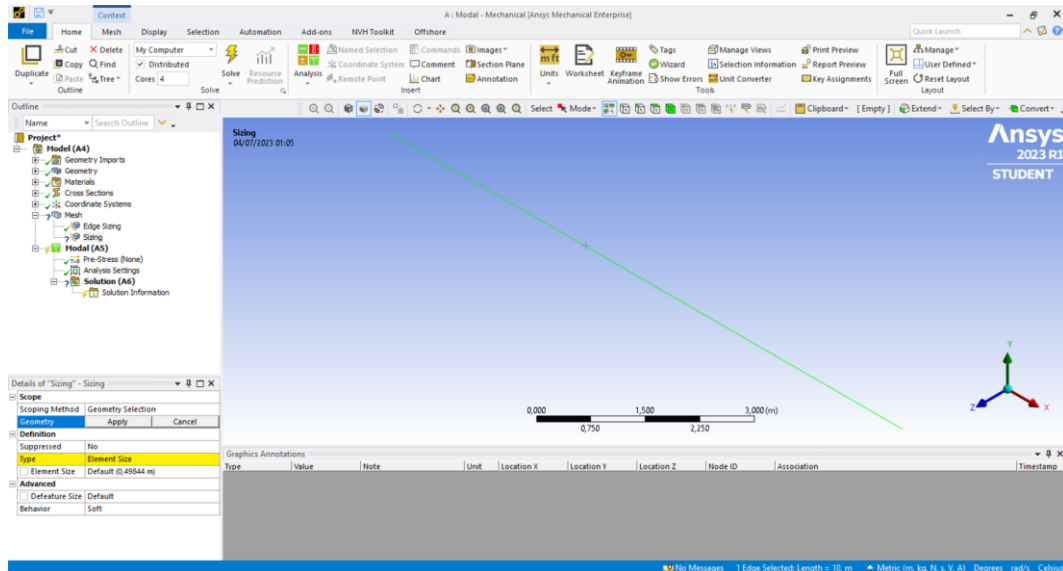 Context
A : Modal - Mechanical [Ansys Mechanical Enterprise]
File Home Mesh Display Selection Automation Add-ons NVH Toolkit Offshore Quick Launch
Duplicate
Cut
Copy
Paste
Delete
Find
Tree
Outline
My Computer
Distributed
Cores 4
Solve
Resource Prediction
Solve
Analysis
Named Selection
Coordinate System
Remote Point
Commands
Comment
Chart
Images
Section Plane
Annotation
Insert
Units
Worksheet
Keyframe Animation
Tags
Wizard
Show Errors
Manage Views
Selection Information
Unit Converter
Print Preview
Report Preview
Key Assignments
Tools
Full Screen
Manage
User Defined
Reset Layout
Layout
Outline
Select Mode Clipboard [Empty] Extend Select By Convert
Name Search Outline
Project*
Model (A4)
Geometry Imports
Geometry
Materials
Cross Sections
Coordinate Systems
Mesh
Edge Sizing
Sizing
Modal (A5)
Pre-Stress (None)
Analysis Settings
Solution (A6)
Solution Information
Sizing
04/07/2023 01:05
Ansys
2023 R1
STUDENT
Y
Z X
0,000 1,500 3,000 (m)
0,750 2,250
Details of "Sizing" - Sizing
Scope
Scoping Method Geometry Selection
Geometry Apply Cancel
Definition
Suppressed No
Type Element Size
Element Size Default (0,49844 m)
Advanced
Defeature Size Default
Behavior Soft
Graphics Annotations
Type Value Note Unit Location X Location Y Location Z Node ID Association Timestamp
No Messages 1 Edge Selected: Length = 10, m Metric (m, kg, N, s, V, A) Degrees rad/s Celsius